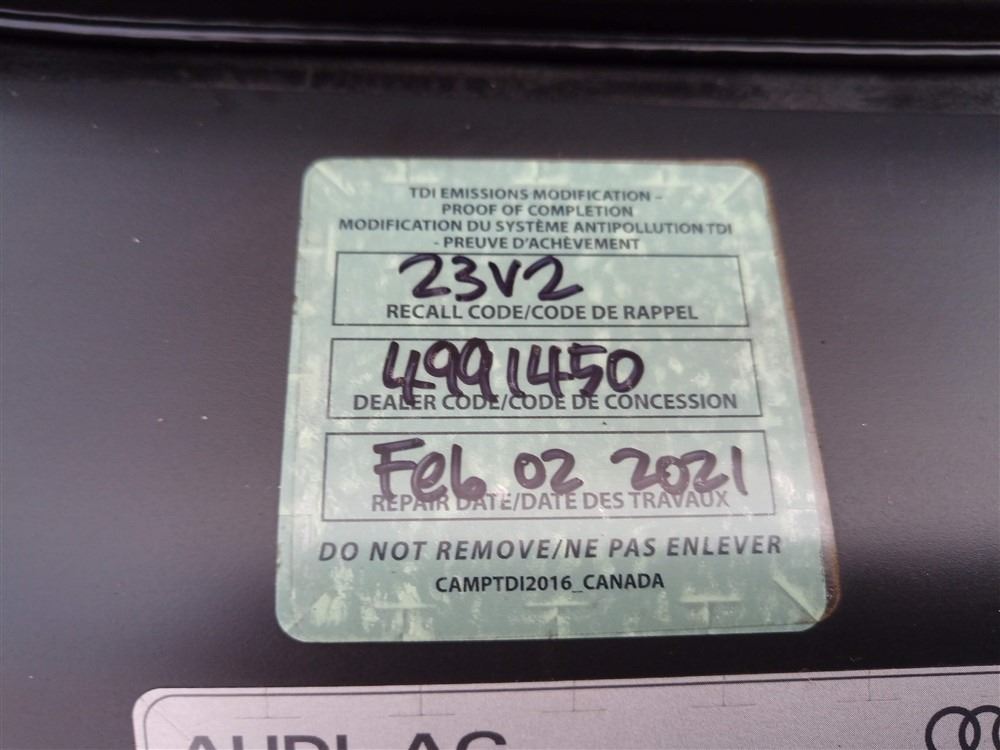 TDI EMISSIONS MODIFICATION –
PROOF OF COMPLETION
MODIFICATION DU SYSTÈME ANTIPOLLUTION TDI
- PREUVE D'ACHÈVEMENT
23V2
RECALL CODE/CODE DE RAPPEL
4991450
DEALER CODE/CODE DE CONCESSION
Feb 02 2021
REPAIR DATE/DATE DES TRAVAUX
DO NOT REMOVE/NE PAS ENLEVER
CAMPTDI2016_CANADA
AUDI AG